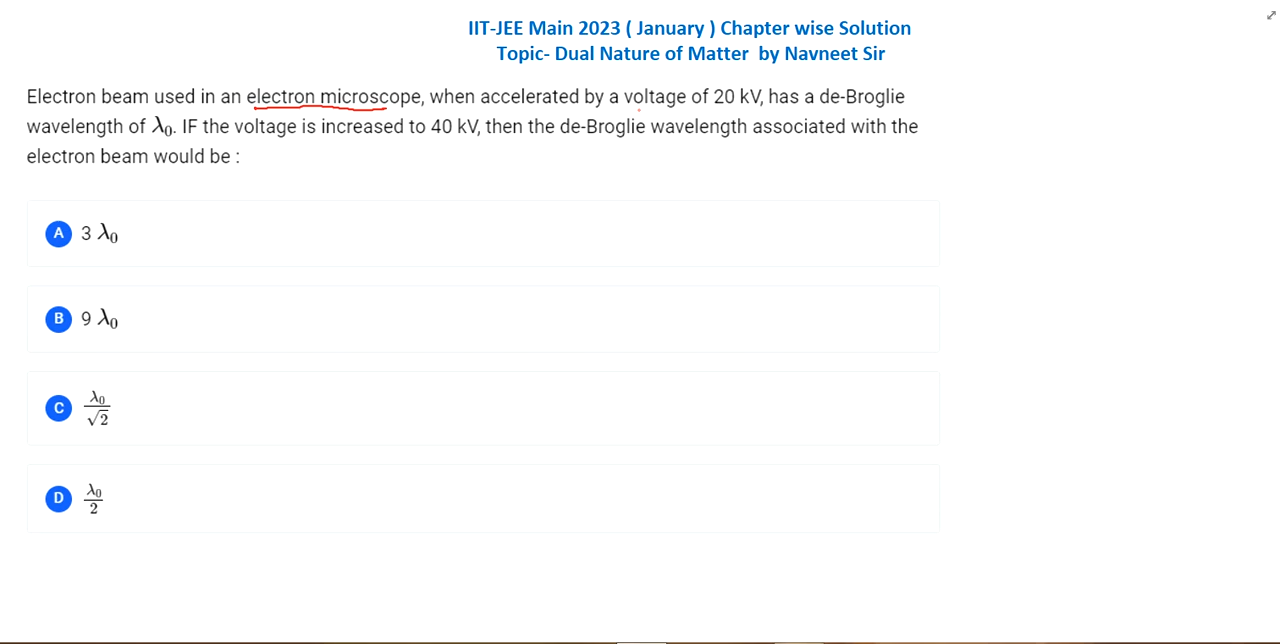 IIT-JEE Main 2023 ( January ) Chapter wise Solution
Topic- Dual Nature of Matter by Navneet Sir
Electron beam used in an electron microscope, when accelerated by a voltage of 20 kV, has a de-Broglie
wavelength of λ₀. IF the voltage is increased to 40 kV, then the de-Broglie wavelength associated with the
electron beam would be :
A 3 λ₀
B 9 λ₀
C λ₀/√2
D λ₀/2